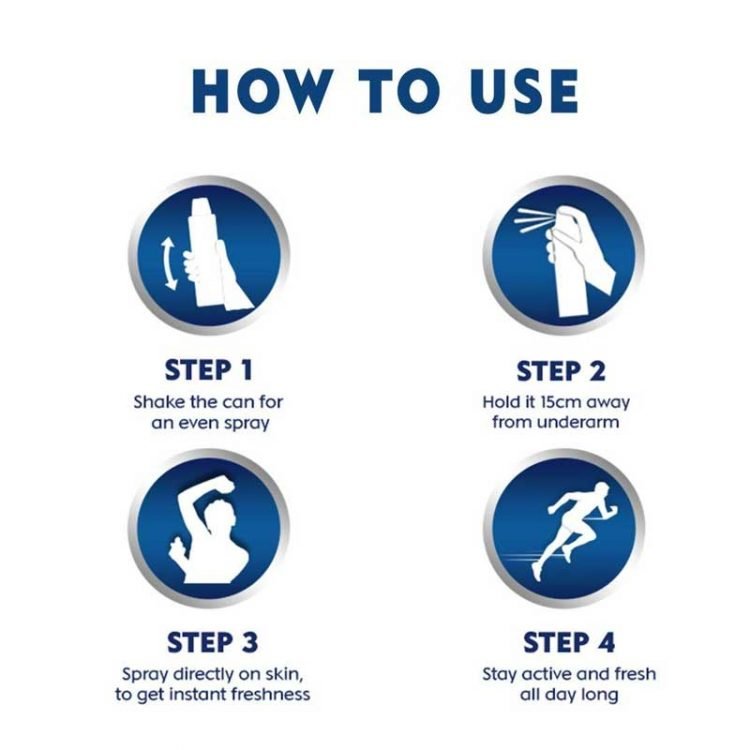 HOW TO USE
STEP 1
Shake the can for
an even spray
STEP 2
Hold it 15cm away
from underarm
STEP 3
Spray directly on skin,
to get instant freshness
STEP 4
Stay active and fresh
all day long